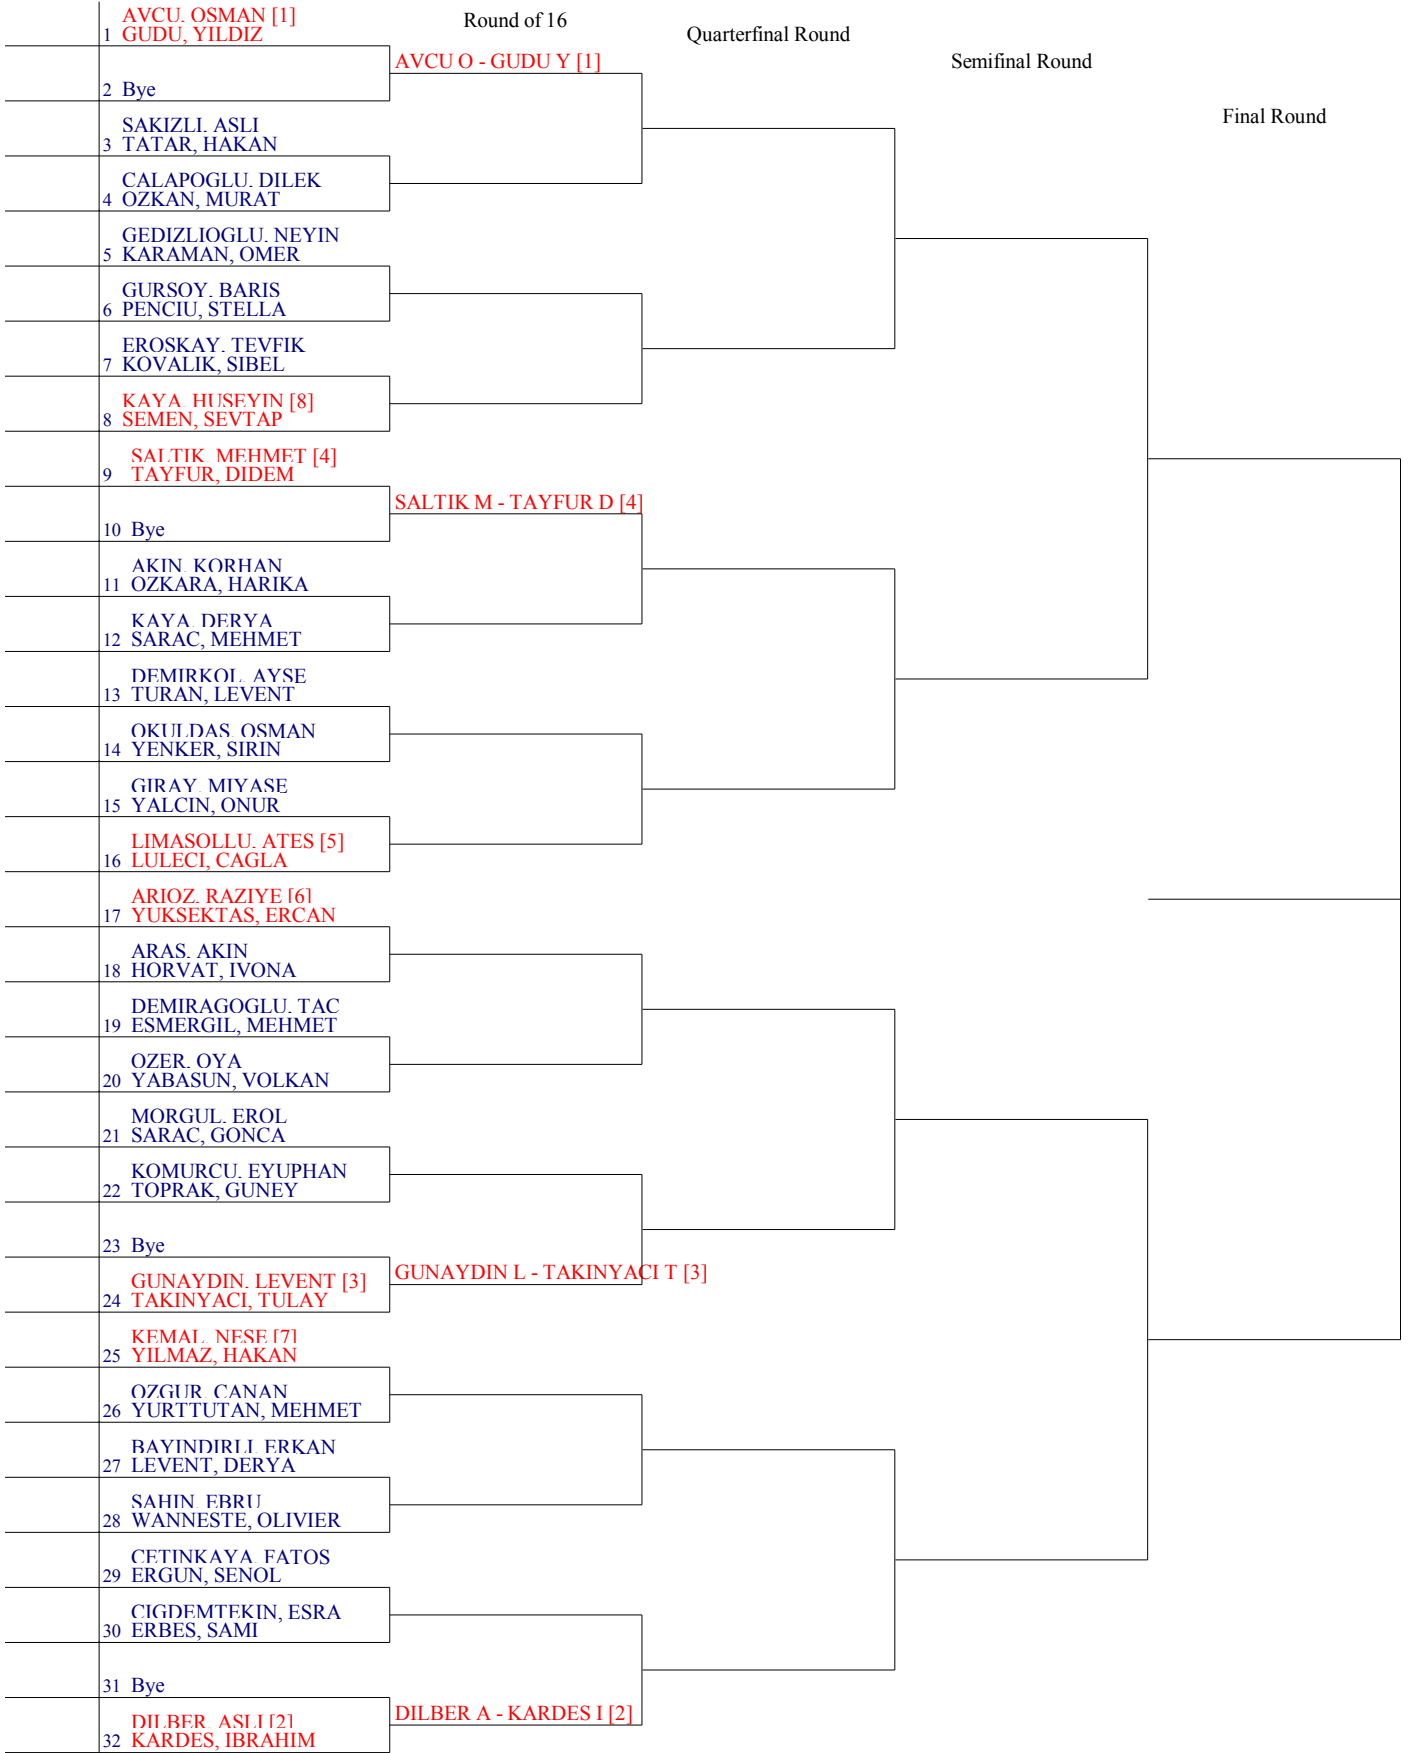 Round of 16
Quarterfinal Round
Semifinal Round
Final Round
AVCU, OSMAN [1]
1 GUDU, YILDIZ
AVCU O - GUDU Y [1]
2 Bye
SAKIZLI, ASLI
3 TATAR, HAKAN
CALAPOGLU, DILEK
4 OZKAN, MURAT
GEDIZLIOGLU, NEYIN
5 KARAMAN, OMER
GURSOY, BARIS
6 PENCIU, STELLA
EROSKAY, TEVFIK
7 KOVALIK, SIBEL
KAYA, HUSEYIN [8]
8 SEMEN, SEVTAP
SALTIK, MEHMET [4]
9 TAYFUR, DIDEM
SALTIK M - TAYFUR D [4]
10 Bye
AKIN, KORHAN
11 OZKARA, HARIKA
KAYA, DERYA
12 SARAC, MEHMET
DEMIRKOL, AYSE
13 TURAN, LEVENT
OKULDAS, OSMAN
14 YENKER, SIRIN
GIRAY, MIYASE
15 YALCIN, ONUR
LIMASOLLU, ATES [5]
16 LULECI, CAGLA
ARIOZ, RAZIYE [6]
17 YUKSEKTAS, ERCAN
ARAS, AKIN
18 HORVAT, IVONA
DEMIRAGOGLU, TAC
19 ESMERGIL, MEHMET
OZER, OYA
20 YABASUN, VOLKAN
MORGUL, EROL
21 SARAC, GONCA
KOMURCU, EYUPHAN
22 TOPRAK, GUNEY
23 Bye
GUNAYDIN L - TAKINYACI T [3]
GUNAYDIN, LEVENT [3]
24 TAKINYACI, TULAY
KEMAL, NESE [7]
25 YILMAZ, HAKAN
OZGUR, CANAN
26 YURTTUTAN, MEHMET
BAYINDIRLI, ERKAN
27 LEVENT, DERYA
SAHIN, EBRU
28 WANNESTE, OLIVIER
CETINKAYA, FATOS
29 ERGUN, SENOL
CIGDEMTEKIN, ESRA
30 ERBES, SAMI
31 Bye
DILBER A - KARDES I [2]
DILBER, ASLI [2]
32 KARDES, IBRAHIM